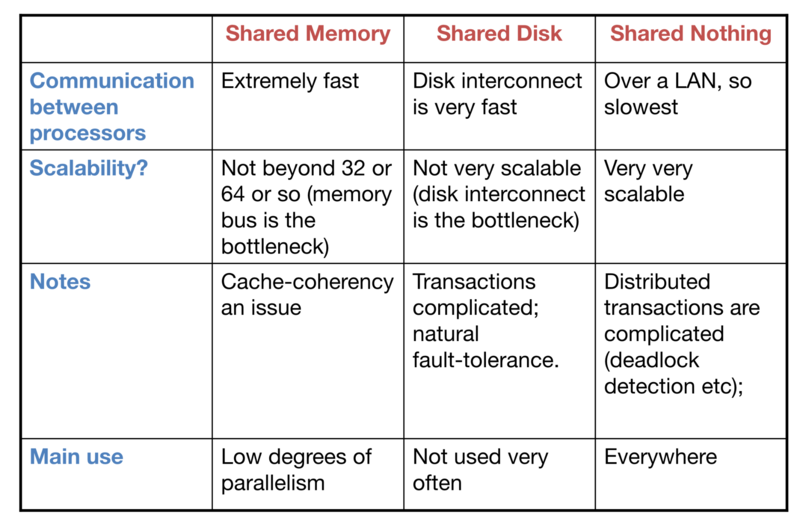 Shared Memory
Shared Disk
Shared Nothing
Communication
between
processors
Extremely fast
Disk interconnect
is very fast
Over a LAN, so
slowest
Scalability?
Not beyond 32 or
64 or so (memory
bus is the
bottleneck)
Not very scalable
(disk interconnect
is the bottleneck)
Very very
scalable
Notes
Cache-coherency
an issue
Transactions
complicated;
natural
fault-tolerance.
Distributed
transactions are
complicated
(deadlock
detection etc);
Main use
Low degrees of
parallelism
Not used very
often
Everywhere